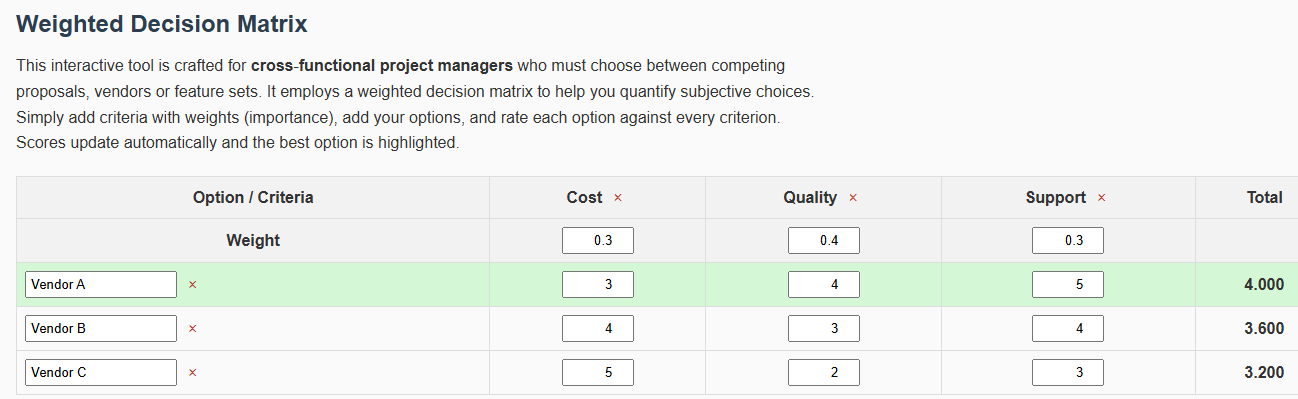 Weighted Decision Matrix
This interactive tool is crafted for cross-functional project managers who must choose between competing
proposals, vendors or feature sets. It employs a weighted decision matrix to help you quantify subjective choices.
Simply add criteria with weights (importance), add your options, and rate each option against every criterion.
Scores update automatically and the best option is highlighted.
Option / Criteria Cost × Quality × Support × Total
Weight 0.3 0.4 0.3
Vendor A × 3 4 5 4.000
Vendor B × 4 3 4 3.600
Vendor C × 5 2 3 3.200